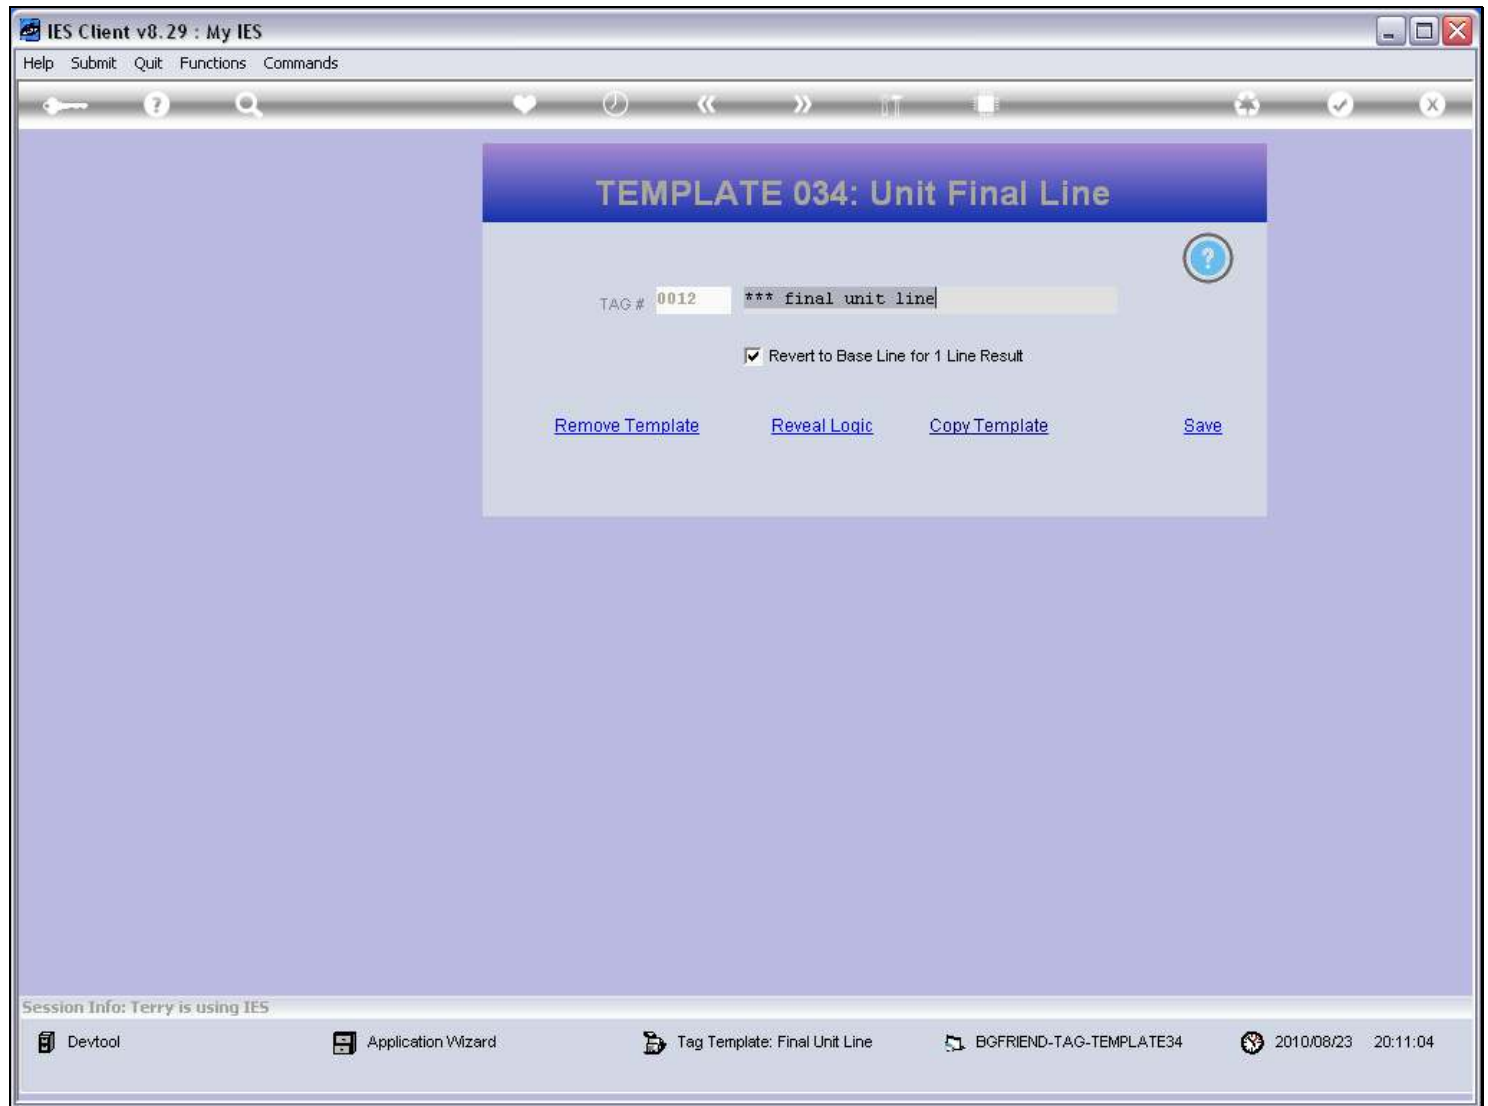 IES Client v8.29 : My IES
Help Submit Quit Functions Commands
TEMPLATE 034: Unit Final Line
TAG # 0012 *** final unit line
Revert to Base Line for 1 Line Result
Remove Template Reveal Logic Copy Template Save
Session Info: Terry is using IES
Devtool Application Wizard Tag Template: Final Unit Line BGFRIEND-TAG-TEMPLATE34 2010/08/23 20:11:04